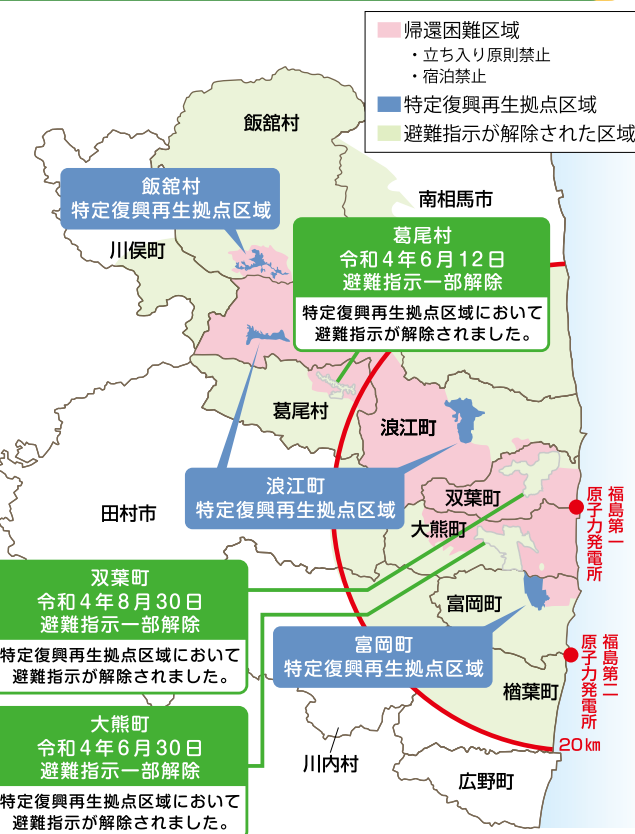 帰還困難区域
・立ち入り原則禁止
・宿泊禁止
特定復興再生拠点区域
避難指示が解除された区域
飯舘村
飯舘村
特定復興再生拠点区域
南相馬市
川俣町
葛尾村
令和4年6月12日
避難指示一部解除
特定復興再生拠点区域において
避難指示が解除されました。
葛尾村
浪江町
浪江町
特定復興再生拠点区域
田村市
双葉町
大熊町
福島第一
原子力発電所
双葉町
令和4年8月30日
避難指示一部解除
特定復興再生拠点区域において
避難指示が解除されました。
富岡町
富岡町
特定復興再生拠点区域
福島第二
原子力発電所
楢葉町
大熊町
令和4年6月30日
避難指示一部解除
特定復興再生拠点区域において
避難指示が解除されました。
20㎞
川内村
広野町